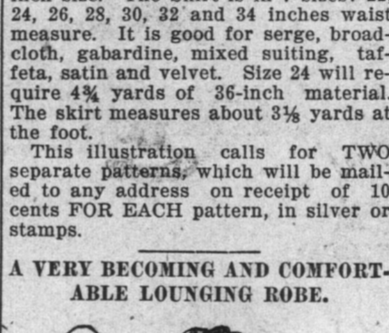 24, 26, 28, 30, 32 and 34 inches waist
measure. It is good for serge, broad-
cloth, gabardine, mixed suiting, taf-
feta, satin and velvet. Size 24 will re-
quire 4¾ yards of 36-inch material.
The skirt measures about 3⅛ yards at
the foot.
This illustration calls for TWO
separate patterns, which will be mail-
ed to any address on receipt of 10
cents FOR EACH pattern, in silver or
stamps.
A VERY BECOMING AND COMFORT-
ABLE LOUNGING ROBE.